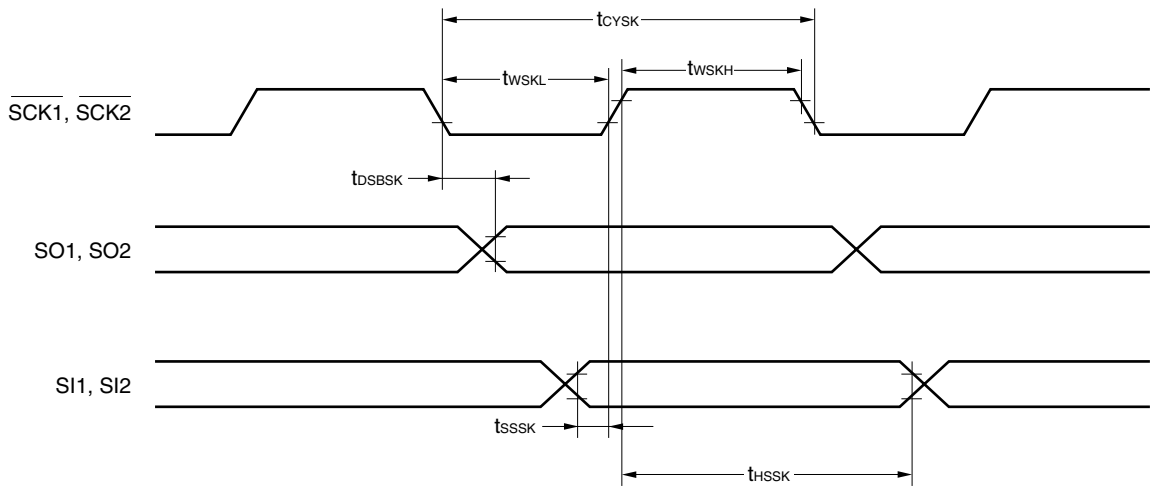 tCYSK
tWSKL
tWSKH
SCK1, SCK2
tDSBSK
SO1, SO2
SI1, SI2
tSSSK
tHSSK